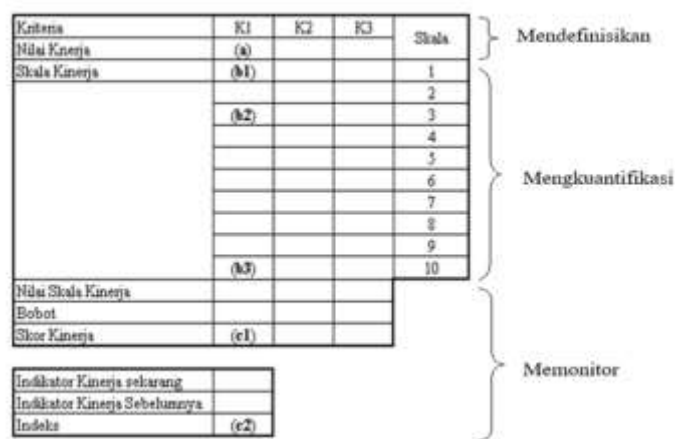 Kriteria K1 K2 K3 Skala
Nilai Knerja (a)
Skala Kinerja (b1) 1
2
(b2) 3
4
5
6
7
8
9
(b3) 10
Nilai Skala Kinerja
Bobot
Skor Kinerja (c1)
Indikator Kinerja sekarang
Indikator Kinerja Sebelumnya
Indeks (c2)
Mendefinisikan
Mengkuantifikasi
Memonitor